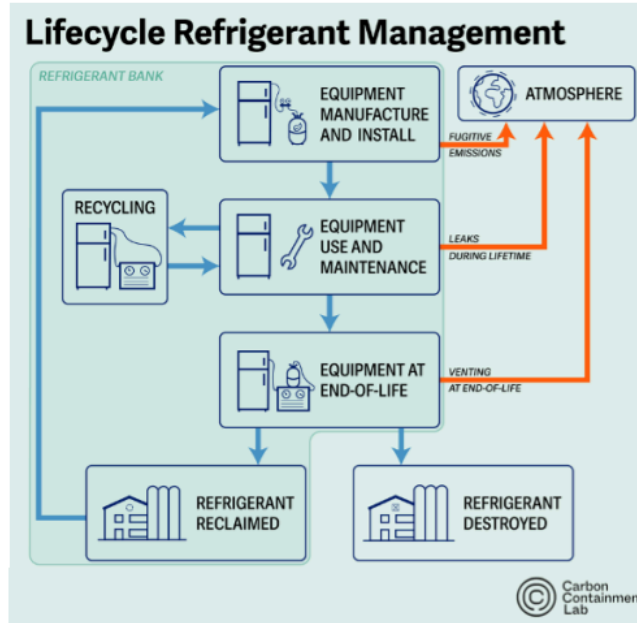 Lifecycle Refrigerant Management
REFRIGERANT BANK
EQUIPMENT
MANUFACTURE
AND INSTALL
ATMOSPHERE
FUGITIVE
EMISSIONS
RECYCLING
EQUIPMENT
USE AND
MAINTENANCE
LEAKS
DURING LIFETIME
EQUIPMENT AT
END-OF-LIFE
VENTING
AT END-OF-LIFE
REFRIGERANT
RECLAIMED
REFRIGERANT
DESTROYED
Carbon
Containmen
Lab